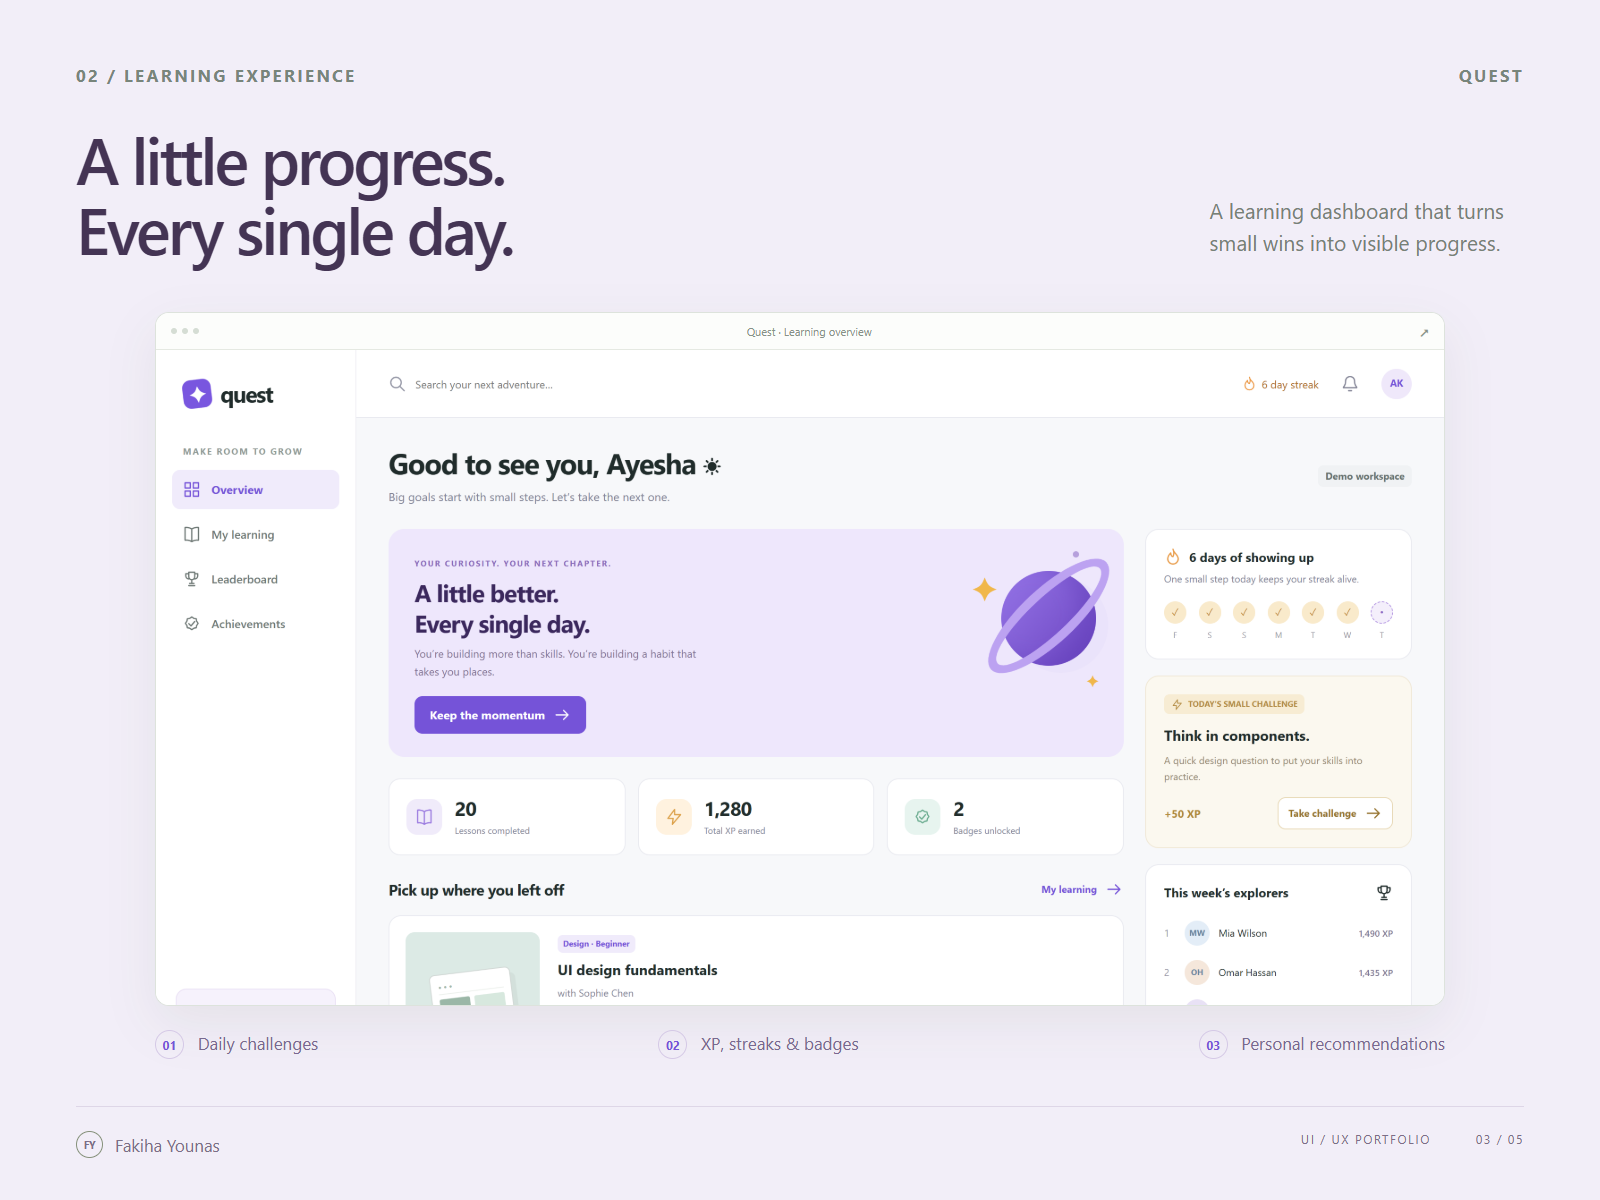 02 / LEARNING EXPERIENCE
QUEST
A little progress.
Every single day.
A learning dashboard that turns
small wins into visible progress.
Quest · Learning overview
quest
Search your next adventure...
6 day streak
AK
MAKE ROOM TO GROW
Overview
My learning
Leaderboard
Achievements
Good to see you, Ayesha
Big goals start with small steps. Let's take the next one.
Demo workspace
YOUR CURIOSITY. YOUR NEXT CHAPTER.
A little better.
Every single day.
You're building more than skills. You're building a habit that
takes you places.
Keep the momentum
6 days of showing up
One small step today keeps your streak alive.
F S S M T W T
TODAY'S SMALL CHALLENGE
Think in components.
A quick design question to put your skills into
practice.
+50 XP
Take challenge
20
Lessons completed
1,280
Total XP earned
2
Badges unlocked
Pick up where you left off
My learning
Design · Beginner
UI design fundamentals
with Sophie Chen
This week's explorers
1 MW Mia Wilson 1,490 XP
2 OH Omar Hassan 1,435 XP
01 Daily challenges
02 XP, streaks & badges
03 Personal recommendations
FY Fakiha Younas
UI / UX PORTFOLIO
03 / 05